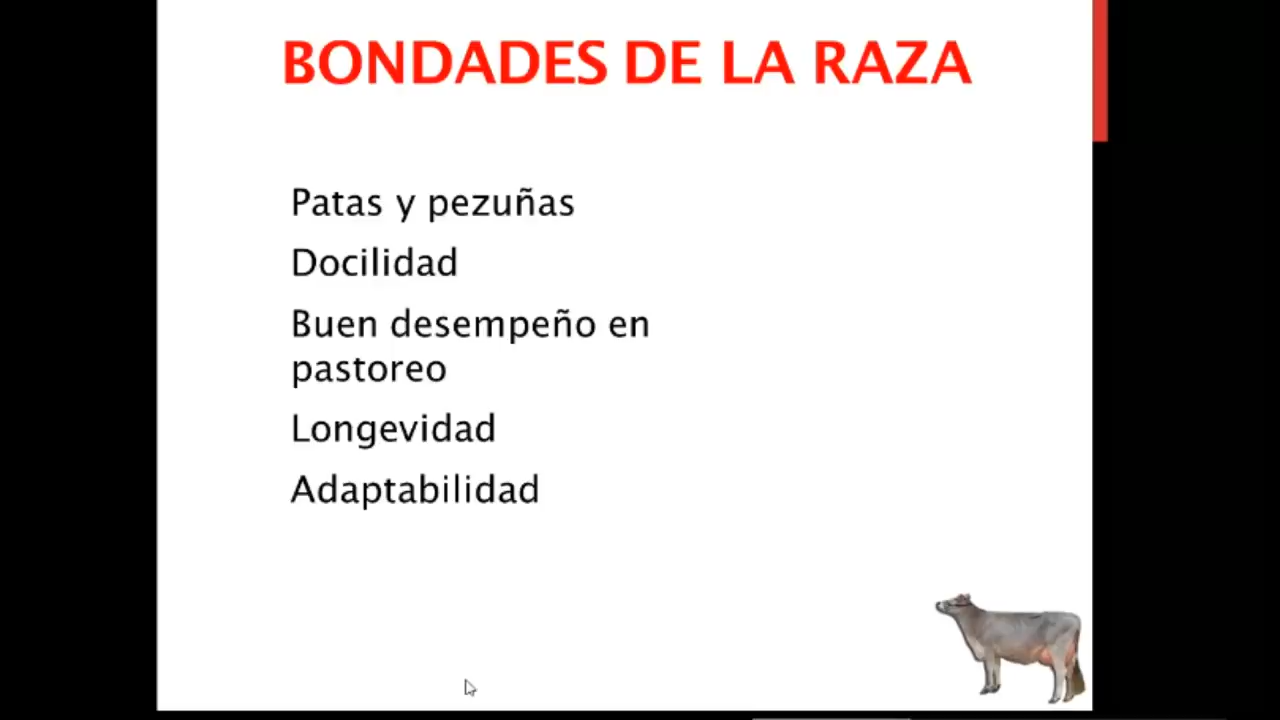 BONDADES DE LA RAZA
Patas y pezuñas
Docilidad
Buen desempeño en
pastoreo
Longevidad
Adaptabilidad